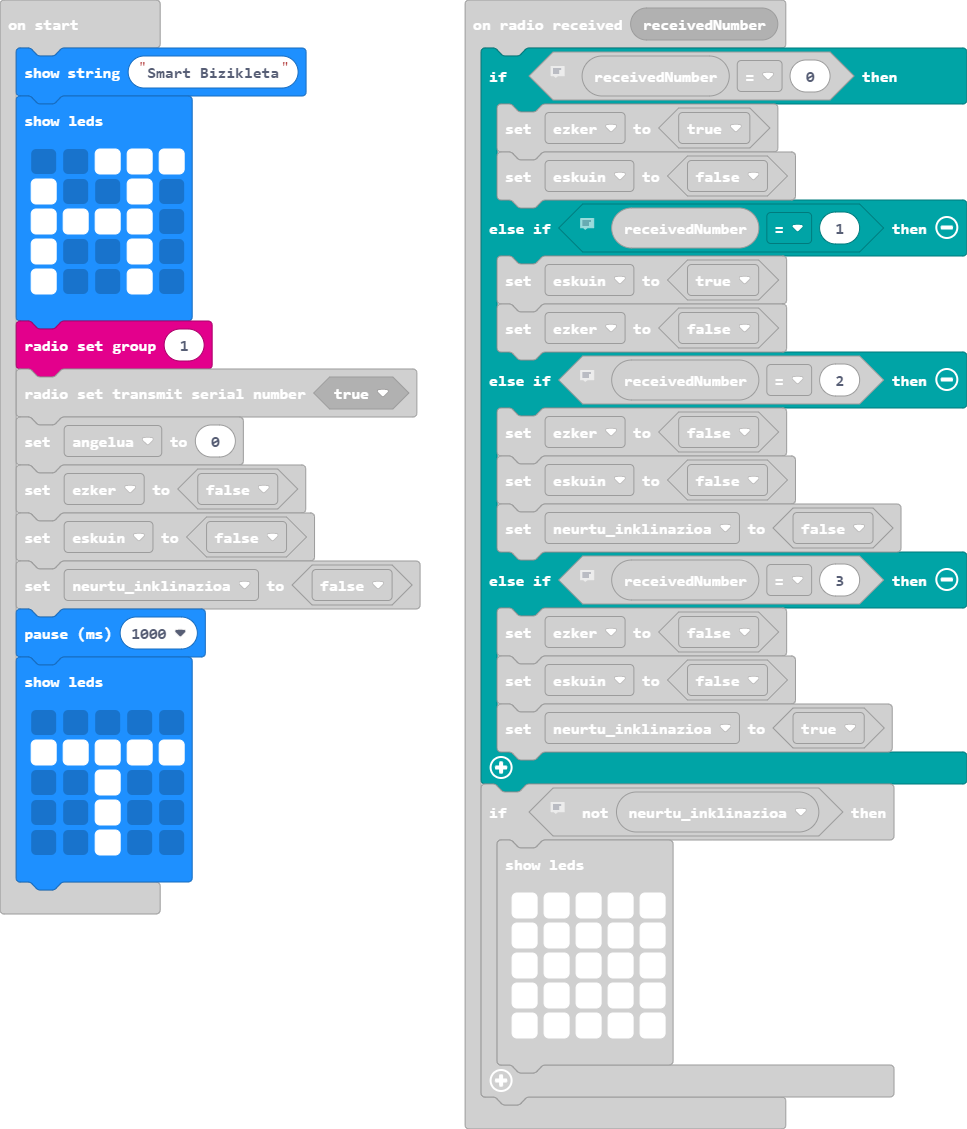 on start
show string "Smart Bizikleta"
show leds
radio set group 1
radio set transmit serial number true
set angelua to 0
set ezker to false
set eskuin to false
set neurtu_inklinazioa to false
pause (ms) 1000
show leds
on radio received receivedNumber
if receivedNumber = 0 then
set ezker to true
set eskuin to false
else if receivedNumber = 1 then
set eskuin to true
set ezker to false
else if receivedNumber = 2 then
set ezker to false
set eskuin to false
set neurtu_inklinazioa to false
else if receivedNumber = 3 then
set ezker to false
set eskuin to false
set neurtu_inklinazioa to true
if not neurtu_inklinazioa then
show leds